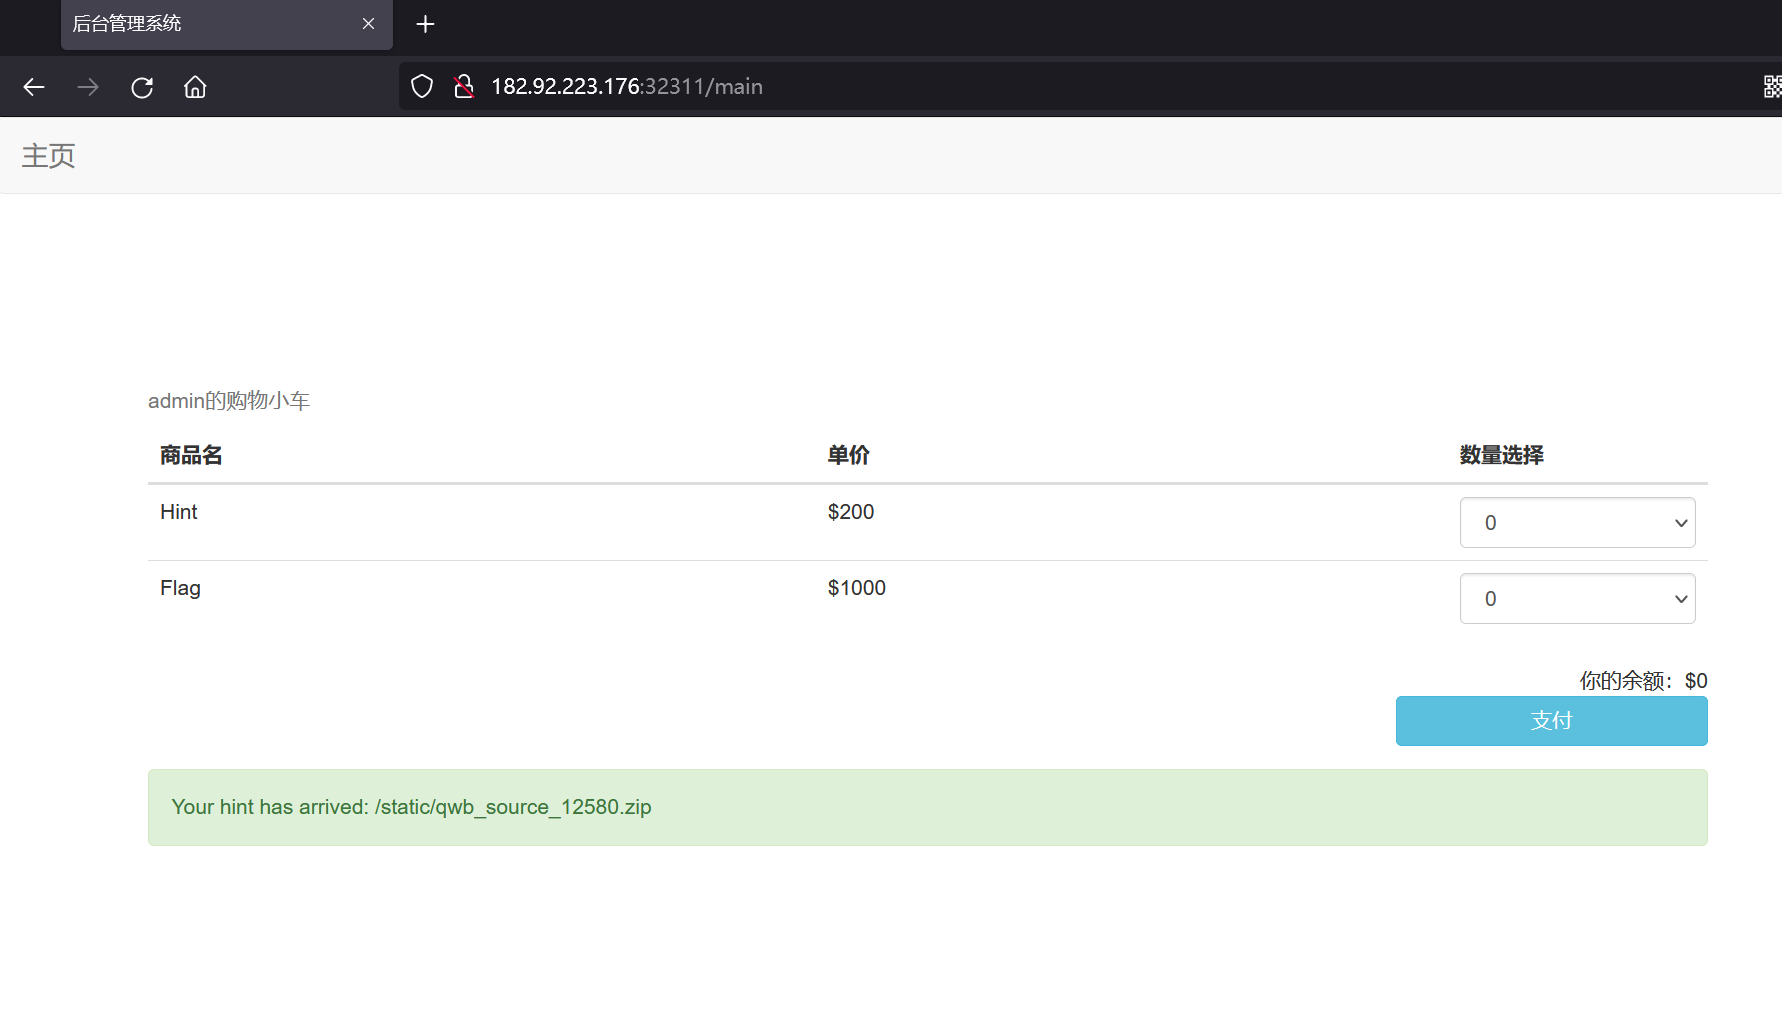 后台管理系统
182.92.223.176:32311/main
主页
admin的购物小车
商品名 单价 数量选择
Hint $200 0
Flag $1000 0
你的余额：$0
支付
Your hint has arrived: /static/qwb_source_12580.zip